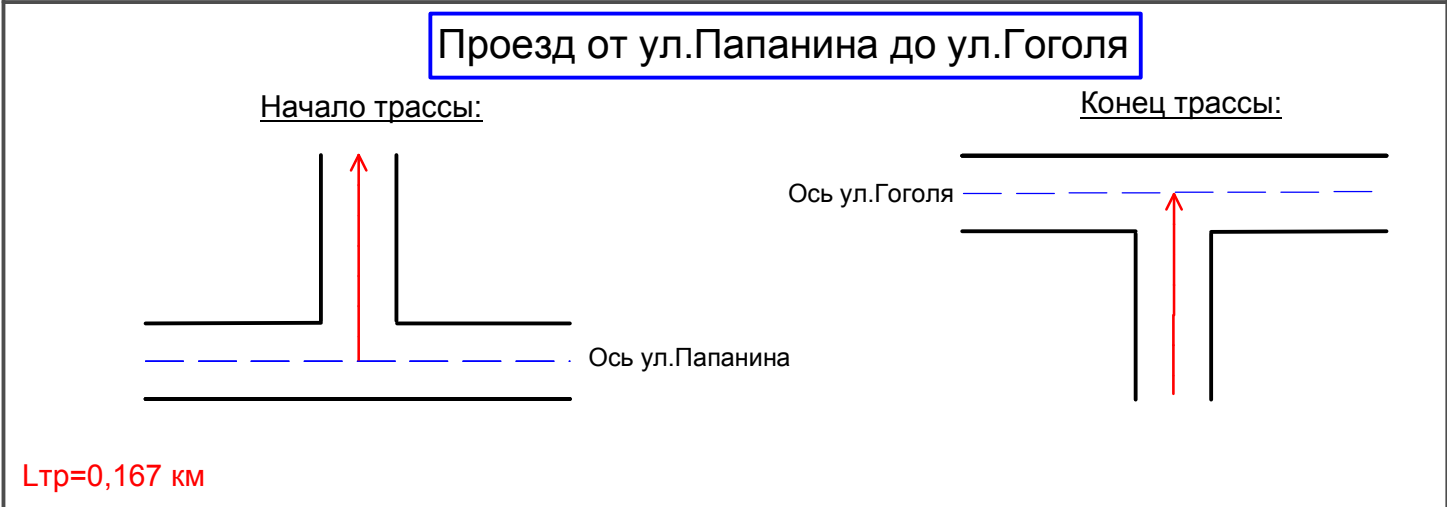 Проезд от ул.Папанина до ул.Гоголя
Начало трассы:
Конец трассы:
Ось ул.Гоголя
Ось ул.Папанина
Lтр=0,167 км